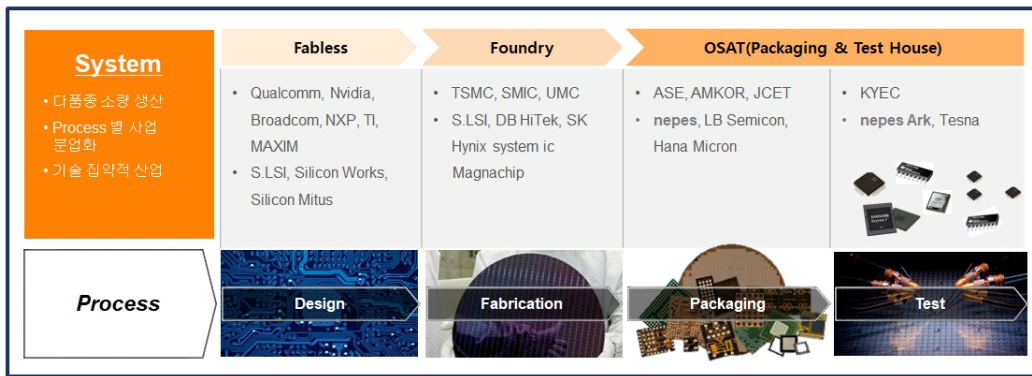 Fabless
Foundry
OSAT(Packaging & Test House)
System
• 다품종 소량 생산
• Process 별 사업
분업화
• 기술 집약적 산업
• Qualcomm, Nvidia,
Broadcom, NXP, TI,
MAXIM
• S.LSI, Silicon Works,
Silicon Mitus
• TSMC, SMIC, UMC
• S.LSI, DB HiTek, SK
Hynix system ic
Magnachip
• ASE, AMKOR, JCET
• nepes, LB Semicon,
Hana Micron
• KYEC
• nepes Ark, Tesna
SAMSUNG
Process
Design
Fabrication
Packaging
Test